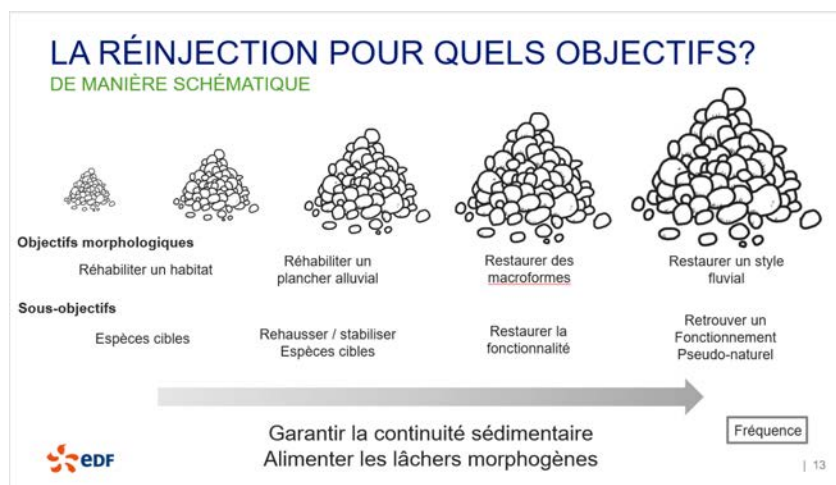 LA RÉINJECTION POUR QUELS OBJECTIFS?
DE MANIÈRE SCHÉMATIQUE
Objectifs morphologiques
Réhabiliter un habitat
Réhabiliter un
plancher alluvial
Restaurer des
macroformes
Restaurer un style
fluvial
Sous-objectifs
Espèces cibles
Rehausser / stabiliser
Espèces cibles
Restaurer la
fonctionnalité
Retrouver un
Fonctionnement
Pseudo-naturel
Garantir la continuité sédimentaire
Alimenter les lâchers morphogènes
Fréquence
eDF
| 13